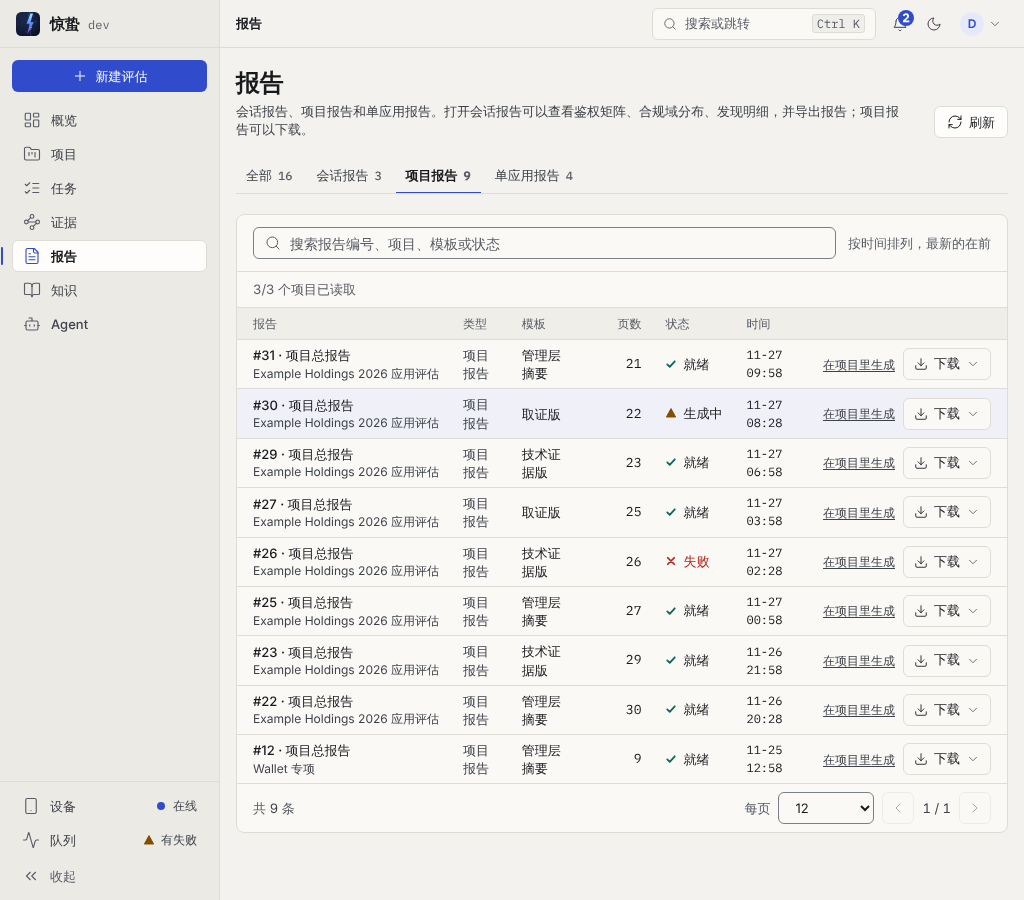 惊蛰 dev
报告
搜索或跳转 Ctrl K
2
D
新建评估
概览
项目
任务
证据
报告
知识
Agent
设备 在线
队列 有失败
收起
报告
会话报告、项目报告和单应用报告。打开会话报告可以查看鉴权矩阵、合规域分布、发现明细，并导出报告；项目报
告可以下载。
刷新
全部 16 会话报告 3 项目报告 9 单应用报告 4
搜索报告编号、项目、模板或状态
按时间排列，最新的在前
3/3 个项目已读取
报告 类型 模板 页数 状态 时间
#31 · 项目总报告
Example Holdings 2026 应用评估
项目
报告
管理层
摘要
21
就绪
11-27
09:58
在项目里生成 下载
#30 · 项目总报告
Example Holdings 2026 应用评估
项目
报告
取证版
22
生成中
11-27
08:28
在项目里生成 下载
#29 · 项目总报告
Example Holdings 2026 应用评估
项目
报告
技术证
据版
23
就绪
11-27
06:58
在项目里生成 下载
#27 · 项目总报告
Example Holdings 2026 应用评估
项目
报告
取证版
25
就绪
11-27
03:58
在项目里生成 下载
#26 · 项目总报告
Example Holdings 2026 应用评估
项目
报告
技术证
据版
26
失败
11-27
02:28
在项目里生成 下载
#25 · 项目总报告
Example Holdings 2026 应用评估
项目
报告
管理层
摘要
27
就绪
11-27
00:58
在项目里生成 下载
#23 · 项目总报告
Example Holdings 2026 应用评估
项目
报告
技术证
据版
29
就绪
11-26
21:58
在项目里生成 下载
#22 · 项目总报告
Example Holdings 2026 应用评估
项目
报告
管理层
摘要
30
就绪
11-26
20:28
在项目里生成 下载
#12 · 项目总报告
Wallet 专项
项目
报告
管理层
摘要
9
就绪
11-25
12:58
在项目里生成 下载
共 9 条
每页 12 1 / 1